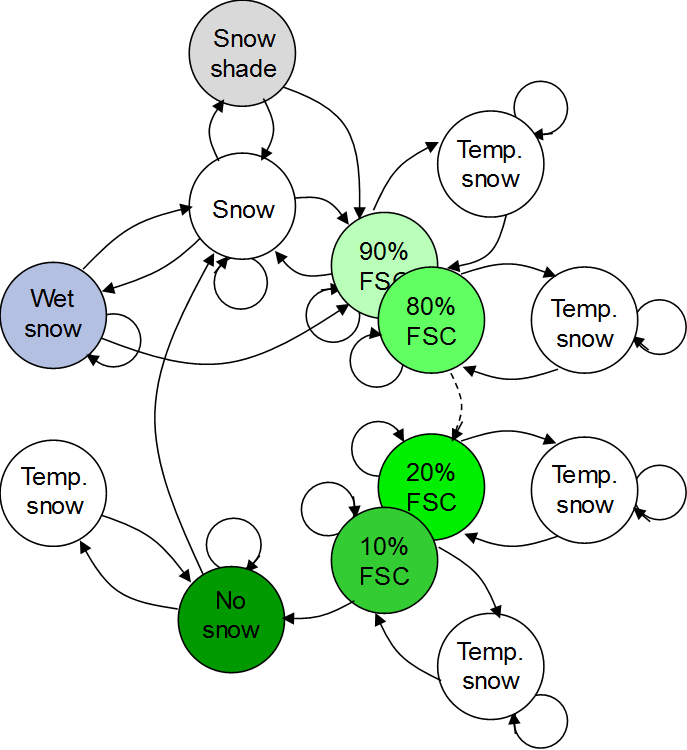 Snow
shade
Temp.
snow
Snow
90%
FSC
Wet
snow
80%
FSC
Temp.
snow
Temp.
snow
20%
FSC
Temp.
snow
10%
FSC
No
snow
Temp.
snow